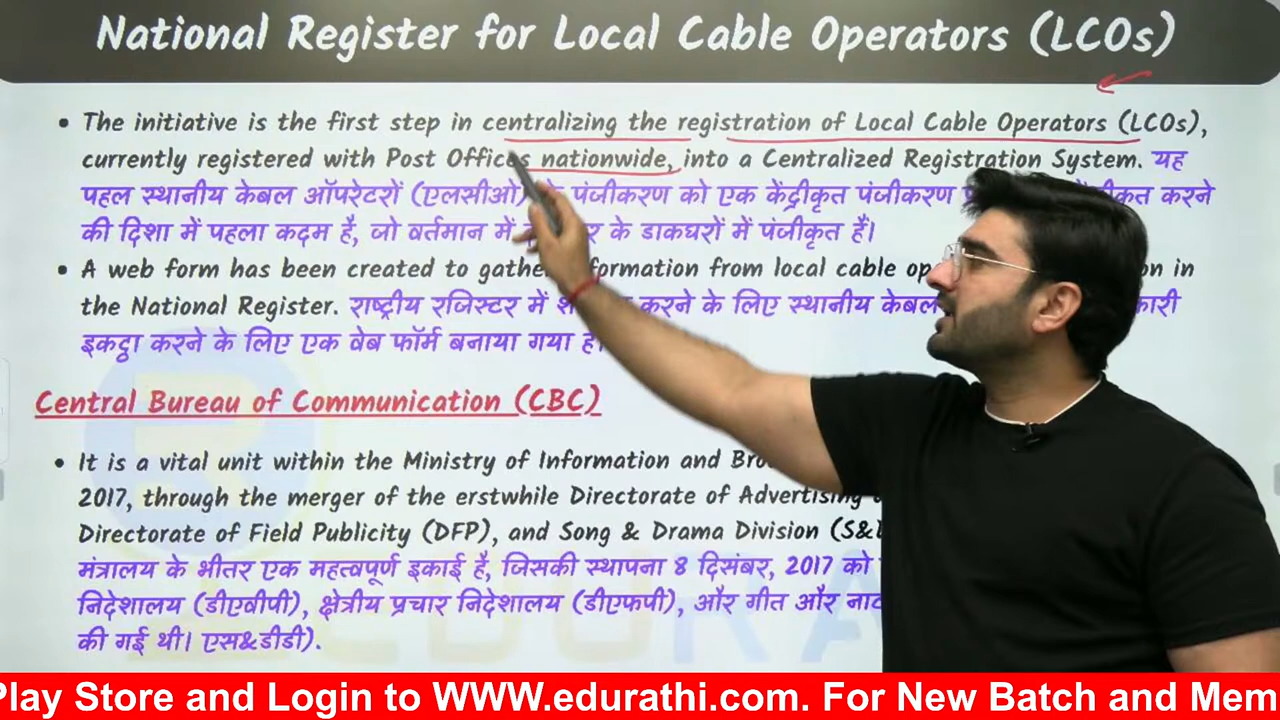 National Register for Local Cable Operators (LCOs)
• The initiative is the first step in centralizing the registration of Local Cable Operators (LCOs),
currently registered with Post Offices nationwide, into a Centralized Registration System. यह
पहल स्थानीय केबल ऑपरेटरों (एलसीओ) के पंजीकरण को एक केंद्रीकृत पंजीकरण करने
की दिशा में पहला कदम है, जो वर्तमान में के डाकघरों में पंजीकृत हैं।
• A web form has been created to gather information from local cable in
the National Register. राष्ट्रीय रजिस्टर में करने के लिए स्थानीय केबल
इकट्ठा करने के लिए एक वेब फॉर्म बनाया गया है।
Central Bureau of Communication (CBC)
• It is a vital unit within the Ministry of Information and
2017, through the merger of the erstwhile Directorate of Advertising
Directorate of Field Publicity (DFP), and Song & Drama Division
मंत्रालय के भीतर एक महत्वपूर्ण इकाई है, जिसकी स्थापना 8 दिसंबर, 2017 को
निदेशालय (डीएवीपी), क्षेत्रीय प्रचार निदेशालय (डीएफपी), और गीत और
की गई थी। एस&डीडी).
Play Store and Login to WWW.edurathi.com. For New Batch and Mem